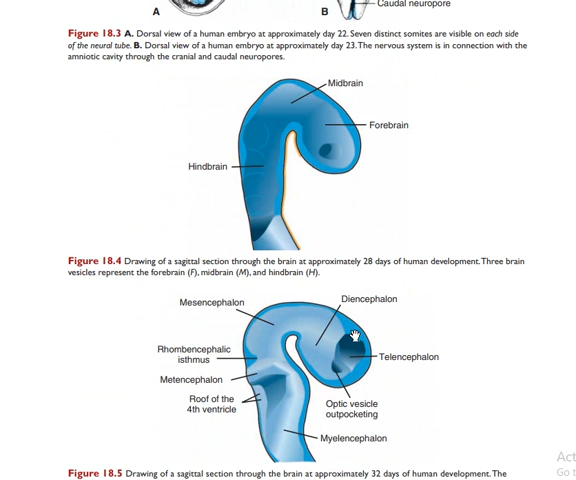 Caudal neuropore
A
B
Figure 18.3 A. Dorsal view of a human embryo at approximately day 22. Seven distinct somites are visible on each side
of the neural tube. B. Dorsal view of a human embryo at approximately day 23. The nervous system is in connection with the
amniotic cavity through the cranial and caudal neuropores.
Midbrain
Forebrain
Hindbrain
Figure 18.4 Drawing of a sagittal section through the brain at approximately 28 days of human development. Three brain
vesicles represent the forebrain (F), midbrain (M), and hindbrain (H).
Mesencephalon
Diencephalon
Rhombencephalic
isthmus
Telencephalon
Metencephalon
Roof of the
4th ventricle
Optic vesicle
outpocketing
Myelencephalon
Act
Go t
Figure 18.5 Drawing of a sagittal section through the brain at approximately 32 days of human development. The